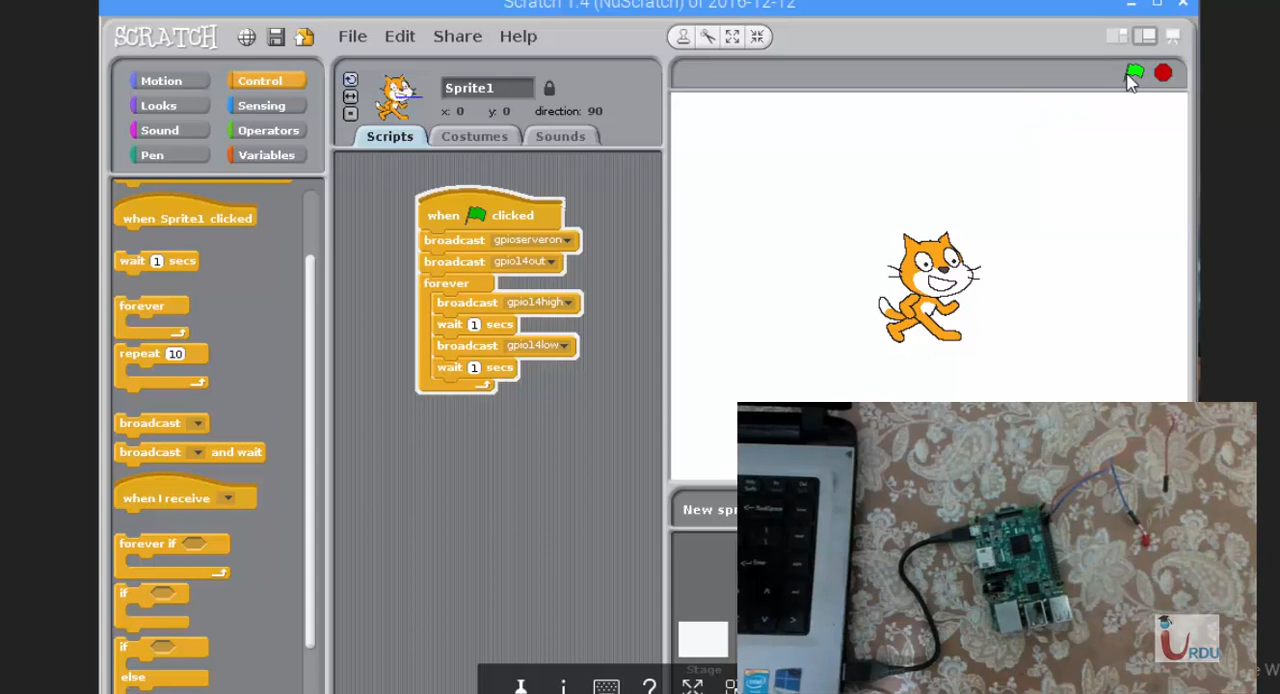 Scratch 1.4 (NuScratch) of 2016-12-12
SCRATCH
File Edit Share Help
Motion
Control
Looks
Sensing
Sound
Operators
Pen
Variables
Sprite1
x: 0 y: 0 direction: 90
Scripts
Costumes
Sounds
when Sprite1 clicked
wait 1 secs
forever
repeat 10
broadcast
broadcast and wait
when I receive
forever if
if
if
else
when clicked
broadcast gpioserveron
broadcast gpio14out
forever
broadcast gpio14high
wait 1 secs
broadcast gpio14low
wait 1 secs
New spr
Stage
URDU